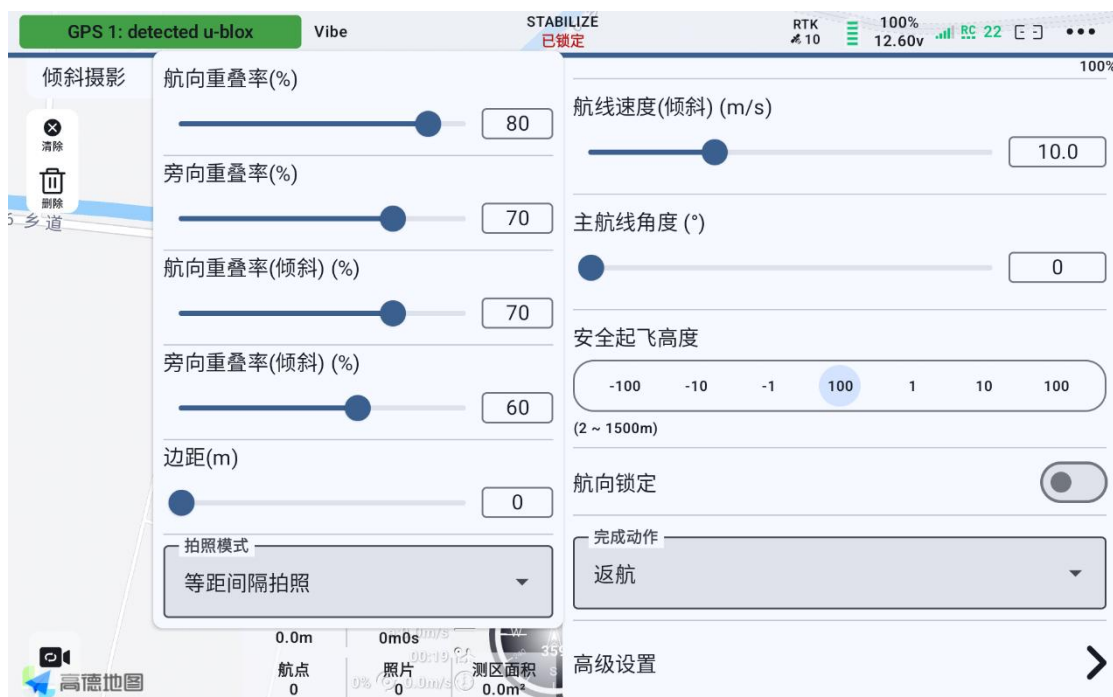 GPS 1: detected u-blox
Vibe
STABILIZE
已锁定
RTK
10
100%
12.60v
RC 22
100%
倾斜摄影
清除
删除
乡道
航向重叠率(%)
80
旁向重叠率(%)
70
航向重叠率(倾斜) (%)
70
旁向重叠率(倾斜) (%)
60
边距(m)
0
拍照模式
等距间隔拍照
航线速度(倾斜) (m/s)
10.0
主航线角度 (°)
0
安全起飞高度
-100 -10 -1 100 1 10 100
(2 ~ 1500m)
航向锁定
完成动作
返航
高级设置
0.0m 0m0s
航点 照片 测区面积
0 0 0.0m²
高德地图